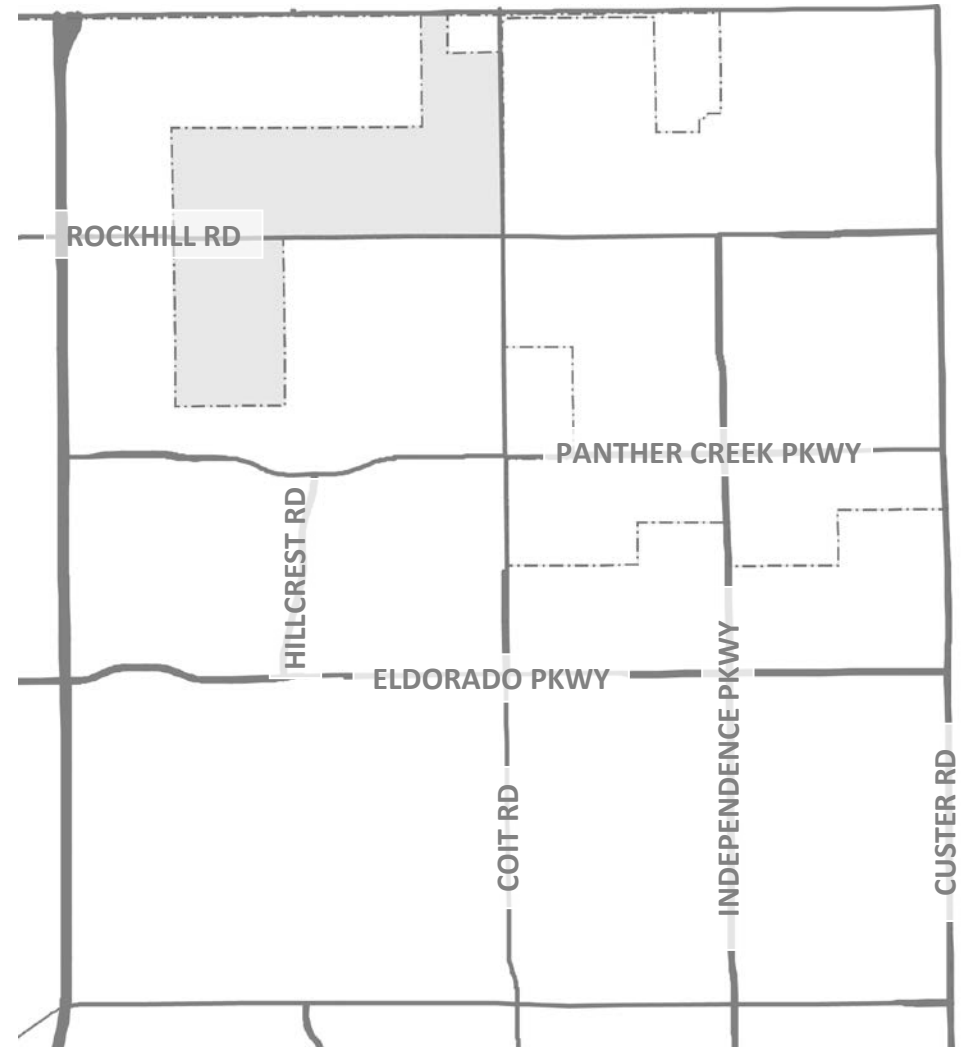 ROCKHILL RD
PANTHER CREEK PKWY
HILLCREST RD
ELDORADO PKWY
INDEPENDENCE PKWY
COIT RD
CUSTER RD